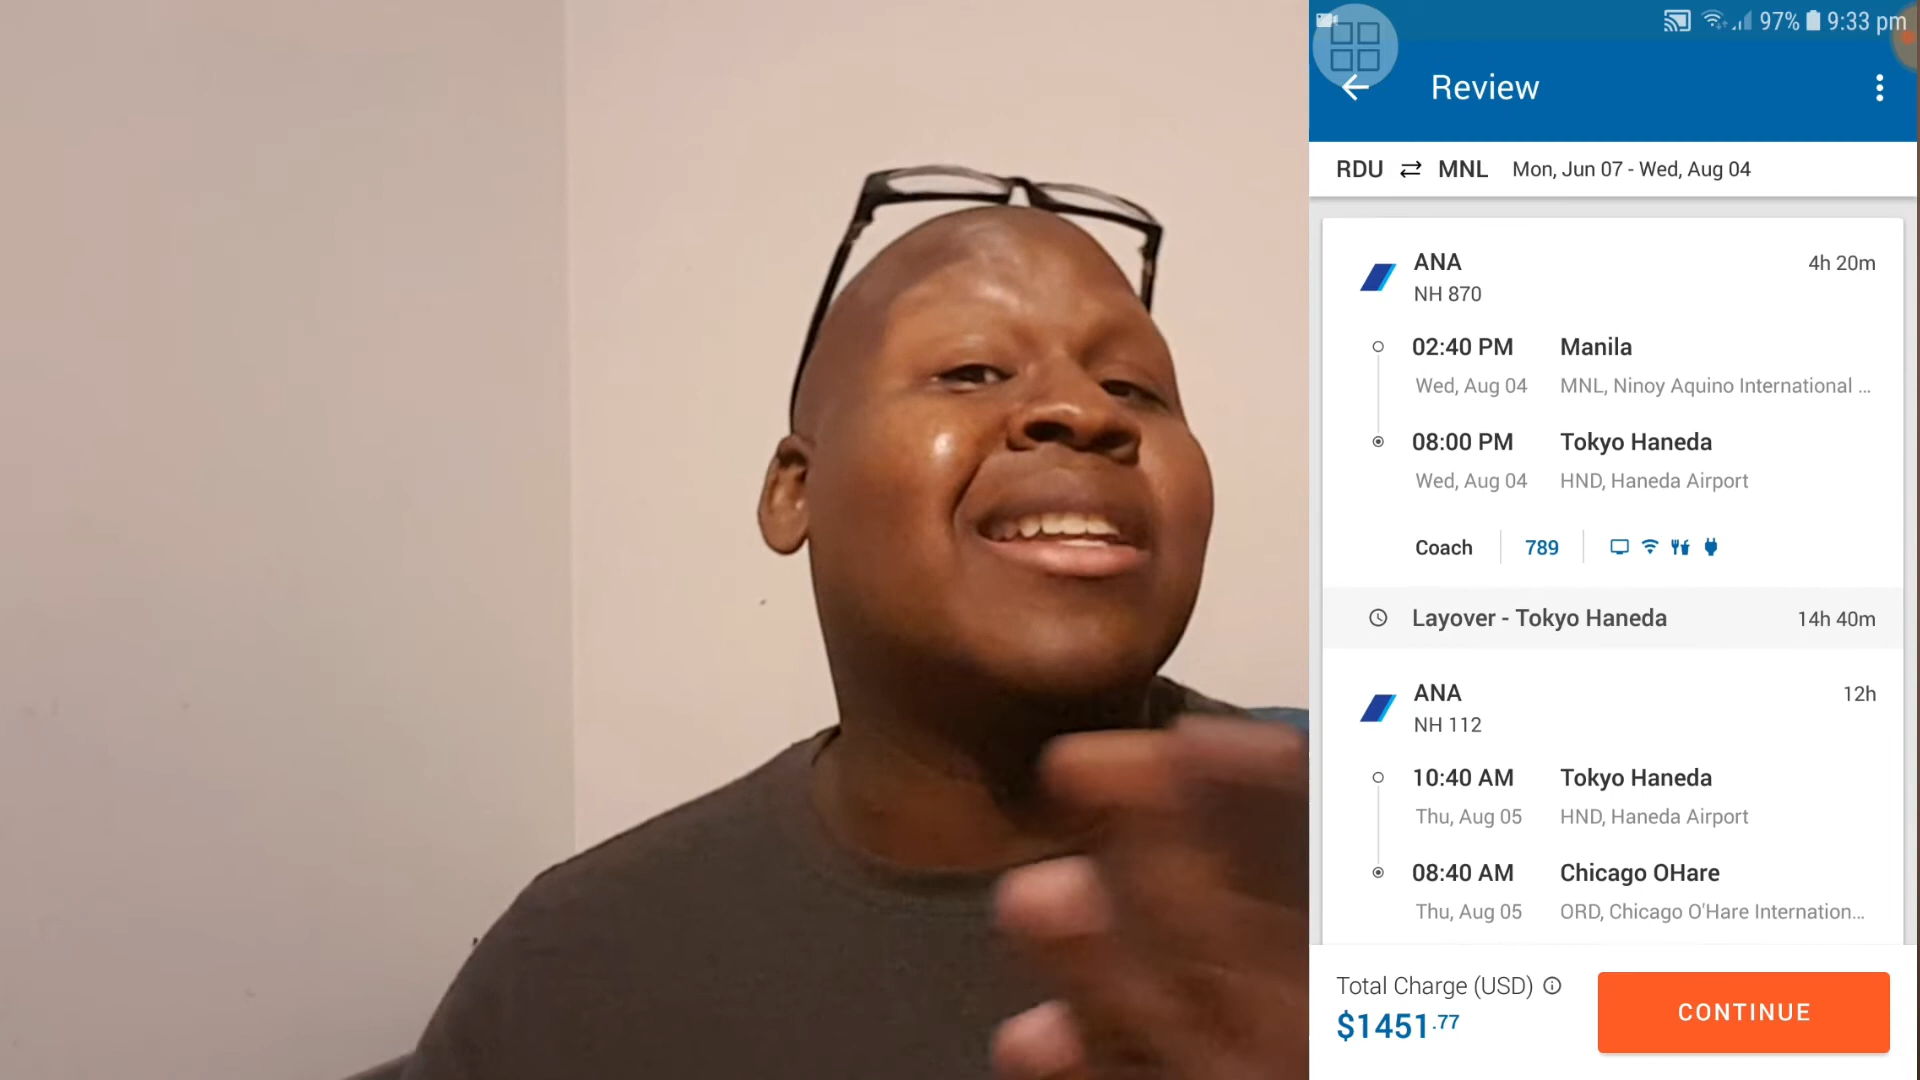 97% 9:33 pm
Review
RDU ⇄ MNL Mon, Jun 07 - Wed, Aug 04
ANA 4h 20m
NH 870
02:40 PM Manila
Wed, Aug 04 MNL, Ninoy Aquino International ...
08:00 PM Tokyo Haneda
Wed, Aug 04 HND, Haneda Airport
Coach 789
Layover - Tokyo Haneda 14h 40m
ANA 12h
NH 112
10:40 AM Tokyo Haneda
Thu, Aug 05 HND, Haneda Airport
08:40 AM Chicago OHare
Thu, Aug 05 ORD, Chicago O'Hare Internation...
Total Charge (USD)
$1451.77
CONTINUE